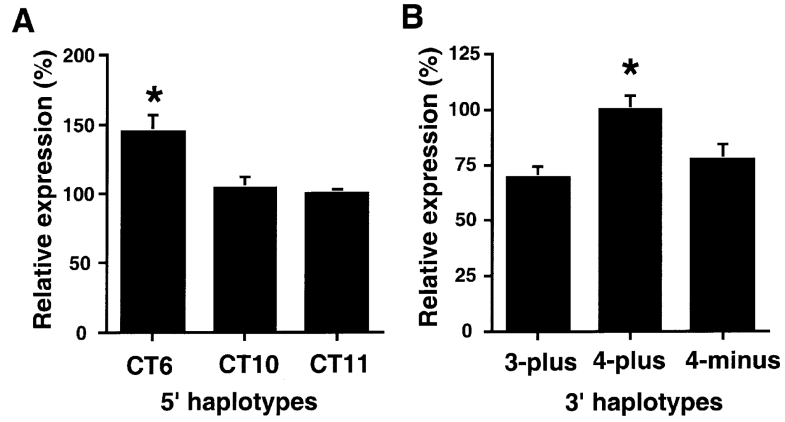 A
Relative expression (%)
200
150
100
50
0
*
CT6 CT10 CT11
5' haplotypes
B
Relative expression (%)
125
100
75
50
25
0
*
3-plus 4-plus 4-minus
3' haplotypes